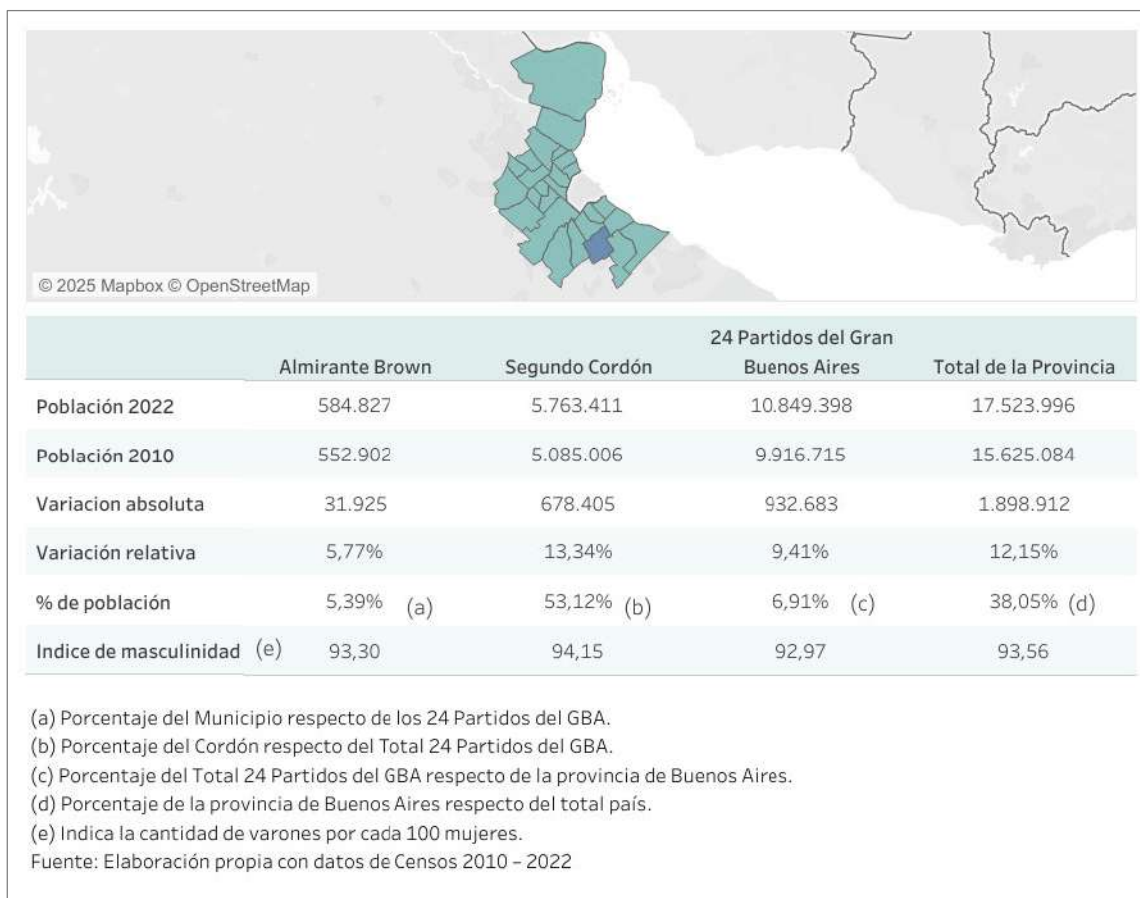 © 2025 Mapbox © OpenStreetMap
24 Partidos del Gran
Almirante Brown Segundo Cordón Buenos Aires Total de la Provincia
Población 2022 584.827 5.763.411 10.849.398 17.523.996
Población 2010 552.902 5.085.006 9.916.715 15.625.084
Variacion absoluta 31.925 678.405 932.683 1.898.912
Variación relativa 5,77% 13,34% 9,41% 12,15%
% de población 5,39% (a) 53,12% (b) 6,91% (c) 38,05% (d)
Indice de masculinidad (e) 93,30 94,15 92,97 93,56
(a) Porcentaje del Municipio respecto de los 24 Partidos del GBA.
(b) Porcentaje del Cordón respecto del Total 24 Partidos del GBA.
(c) Porcentaje del Total 24 Partidos del GBA respecto de la provincia de Buenos Aires.
(d) Porcentaje de la provincia de Buenos Aires respecto del total país.
(e) Indica la cantidad de varones por cada 100 mujeres.
Fuente: Elaboración propia con datos de Censos 2010 – 2022